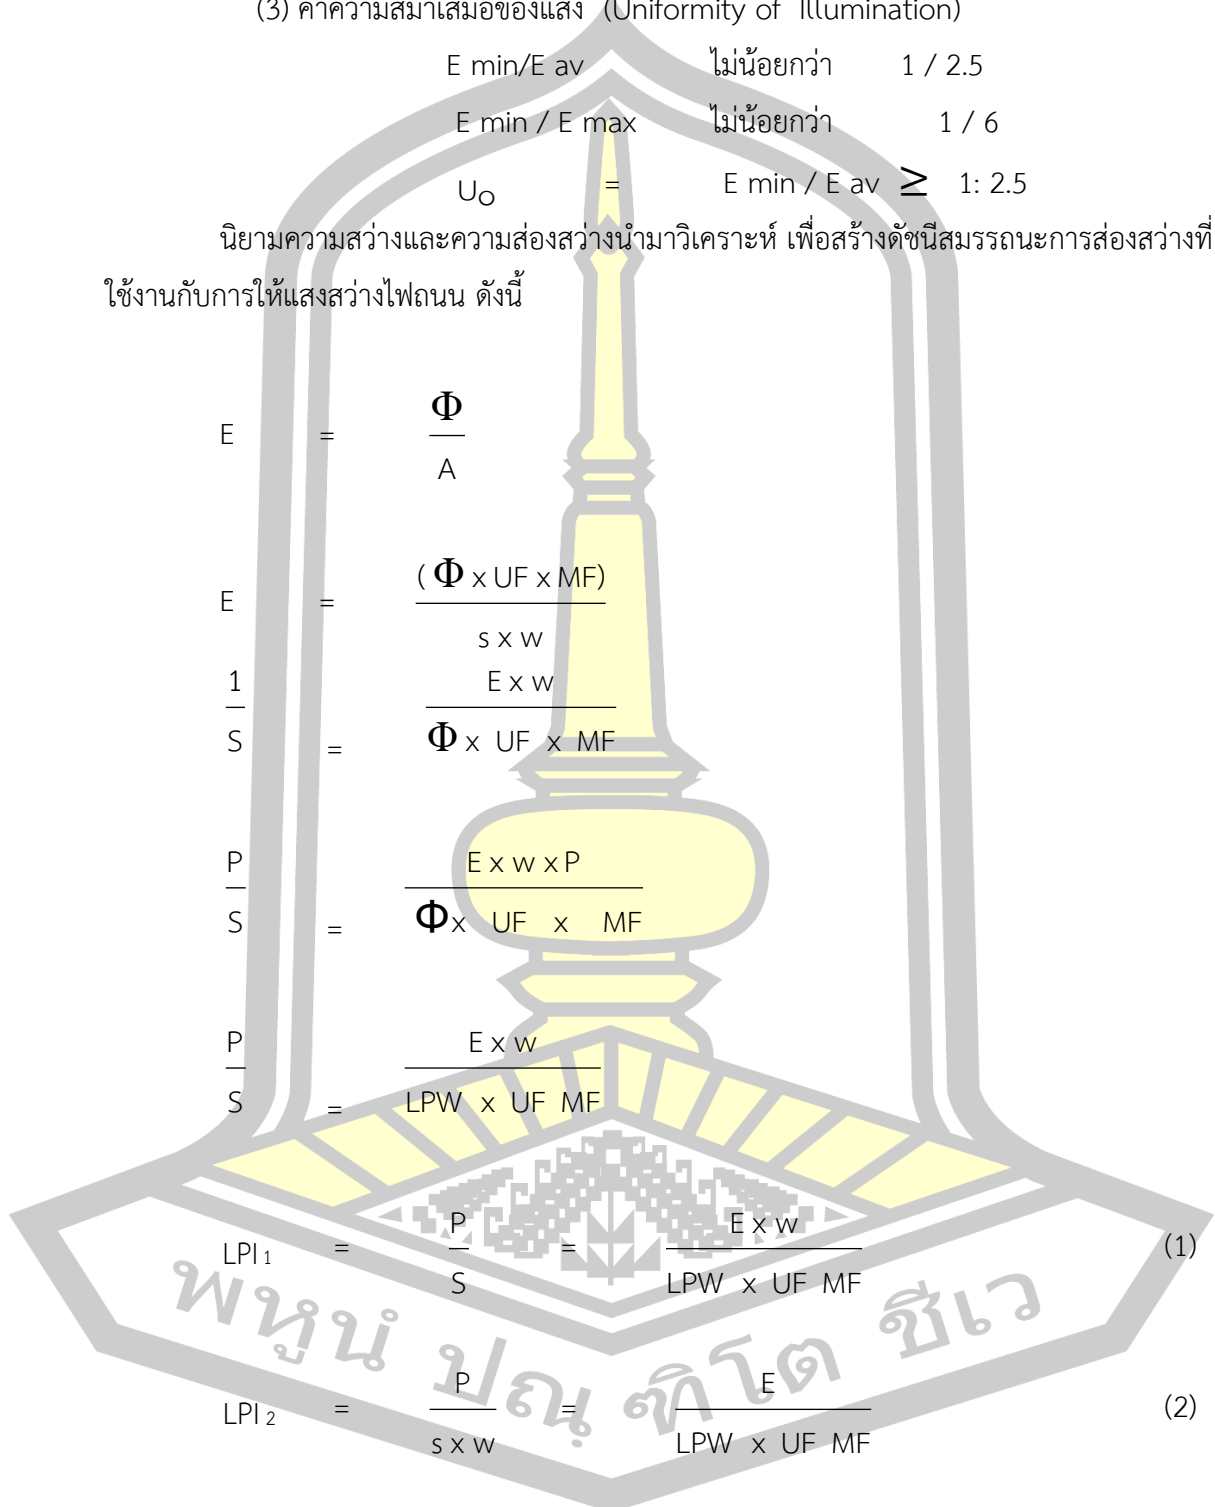 (3) ค่าความสม่ำเสมอของแสง (Uniformity of Illumination)
E min/E av ไม่น้อยกว่า 1 / 2.5
E min / E max ไม่น้อยกว่า 1 / 6
U₀ = E min / E av ≥ 1: 2.5
นิยามความสว่างและความส่องสว่างนำมาวิเคราะห์ เพื่อสร้างดัชนีสมรรถนะการส่องสว่างที่
ใช้งานกับการให้แสงสว่างไฟถนน ดังนี้
Φ
E =
A
( Φ x UF x MF)
E =
s x w
1 E x w
S = Φ x UF x MF
P E x w x P
S = Φ x UF x MF
P E x w
S = LPW x UF MF
P E x w
LPI 1 = = (1)
S LPW x UF MF
P E
LPI 2 = = (2)
s x w LPW x UF MF
พหูนํ ปณฺฑิโต ชีเว